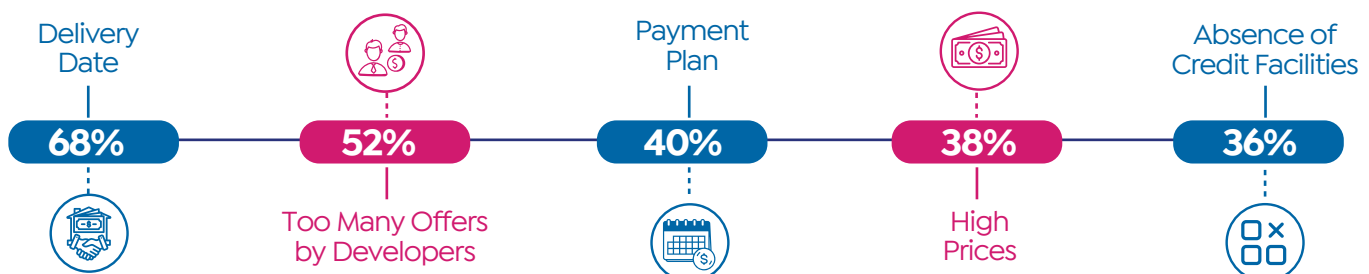 Delivery
Date
68%
52%
Too Many Offers
by Developers
Payment
Plan
40%
38%
High
Prices
Absence of
Credit Facilities
36%